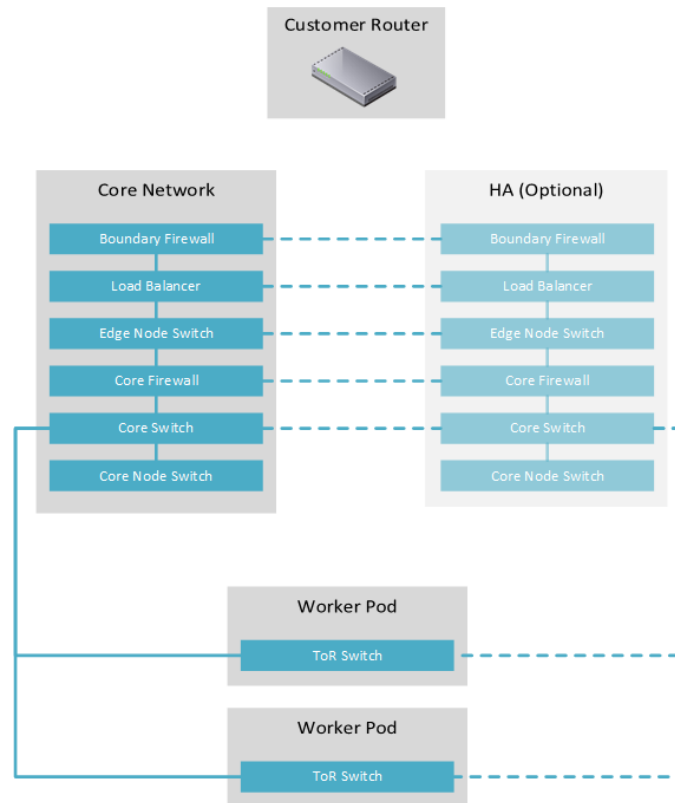 Customer Router
Core Network
Boundary Firewall
Load Balancer
Edge Node Switch
Core Firewall
Core Switch
Core Node Switch
HA (Optional)
Boundary Firewall
Load Balancer
Edge Node Switch
Core Firewall
Core Switch
Core Node Switch
Worker Pod
ToR Switch
Worker Pod
ToR Switch